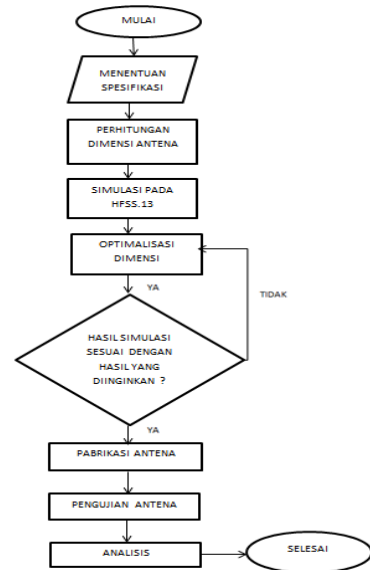 MULAI
MENENTUAN
SPESIFIKASI
PERHITUNGAN
DIMENSI ANTENA
SIMULASI PADA
HFSS.13
OPTIMALISASI
DIMENSI
YA
TIDAK
HASIL SIMULASI
SESUAI DENGAN
HASIL YANG
DIINGINKAN ?
YA
PABRIKASI ANTENA
PENGUJIAN ANTENA
ANALISIS
SELESAI